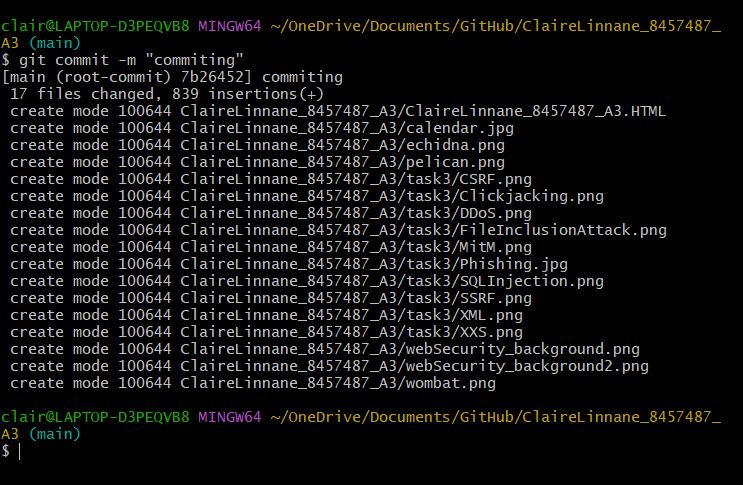 clair@LAPTOP-D3PEQVB8 MINGW64 ~/OneDrive/Documents/GitHub/ClaireLinnane_8457487_
A3 (main)
$ git commit -m "commiting"
[main (root-commit) 7b26452] commiting
 17 files changed, 839 insertions(+)
 create mode 100644 ClaireLinnane_8457487_A3/ClaireLinnane_8457487_A3.HTML
 create mode 100644 ClaireLinnane_8457487_A3/calendar.jpg
 create mode 100644 ClaireLinnane_8457487_A3/echidna.png
 create mode 100644 ClaireLinnane_8457487_A3/pelican.png
 create mode 100644 ClaireLinnane_8457487_A3/task3/CSRF.png
 create mode 100644 ClaireLinnane_8457487_A3/task3/Clickjacking.png
 create mode 100644 ClaireLinnane_8457487_A3/task3/DDoS.png
 create mode 100644 ClaireLinnane_8457487_A3/task3/FileInclusionAttack.png
 create mode 100644 ClaireLinnane_8457487_A3/task3/MitM.png
 create mode 100644 ClaireLinnane_8457487_A3/task3/Phishing.jpg
 create mode 100644 ClaireLinnane_8457487_A3/task3/SQLInjection.png
 create mode 100644 ClaireLinnane_8457487_A3/task3/SSRF.png
 create mode 100644 ClaireLinnane_8457487_A3/task3/XML.png
 create mode 100644 ClaireLinnane_8457487_A3/task3/XXS.png
 create mode 100644 ClaireLinnane_8457487_A3/webSecurity_background.png
 create mode 100644 ClaireLinnane_8457487_A3/webSecurity_background2.png
 create mode 100644 ClaireLinnane_8457487_A3/wombat.png
clair@LAPTOP-D3PEQVB8 MINGW64 ~/OneDrive/Documents/GitHub/ClaireLinnane_8457487_
A3 (main)
$